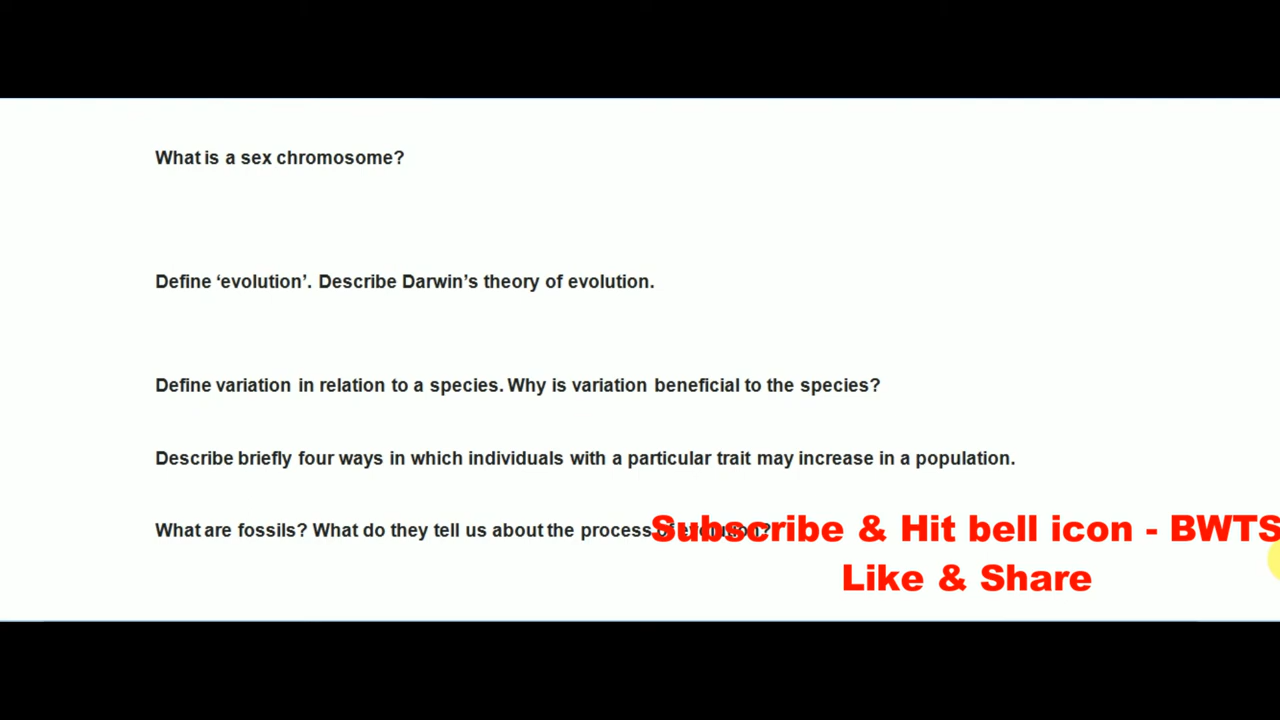 What is a sex chromosome?
Define ‘evolution’. Describe Darwin’s theory of evolution.
Define variation in relation to a species. Why is variation beneficial to the species?
Describe briefly four ways in which individuals with a particular trait may increase in a population.
What are fossils? What do they tell us about the process of evolution?
Subscribe & Hit bell icon - BWTS
Like & Share